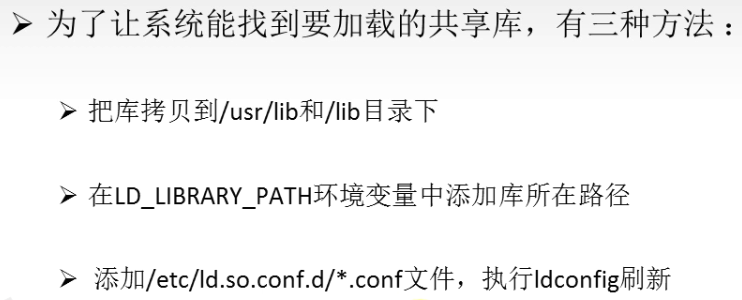 ➢ 为了让系统能找到要加载的共享库，有三种方法：
➢ 把库拷贝到/usr/lib和/lib目录下
➢ 在LD_LIBRARY_PATH环境变量中添加库所在路径
➢ 添加/etc/ld.so.conf.d/*.conf文件，执行ldconfig刷新